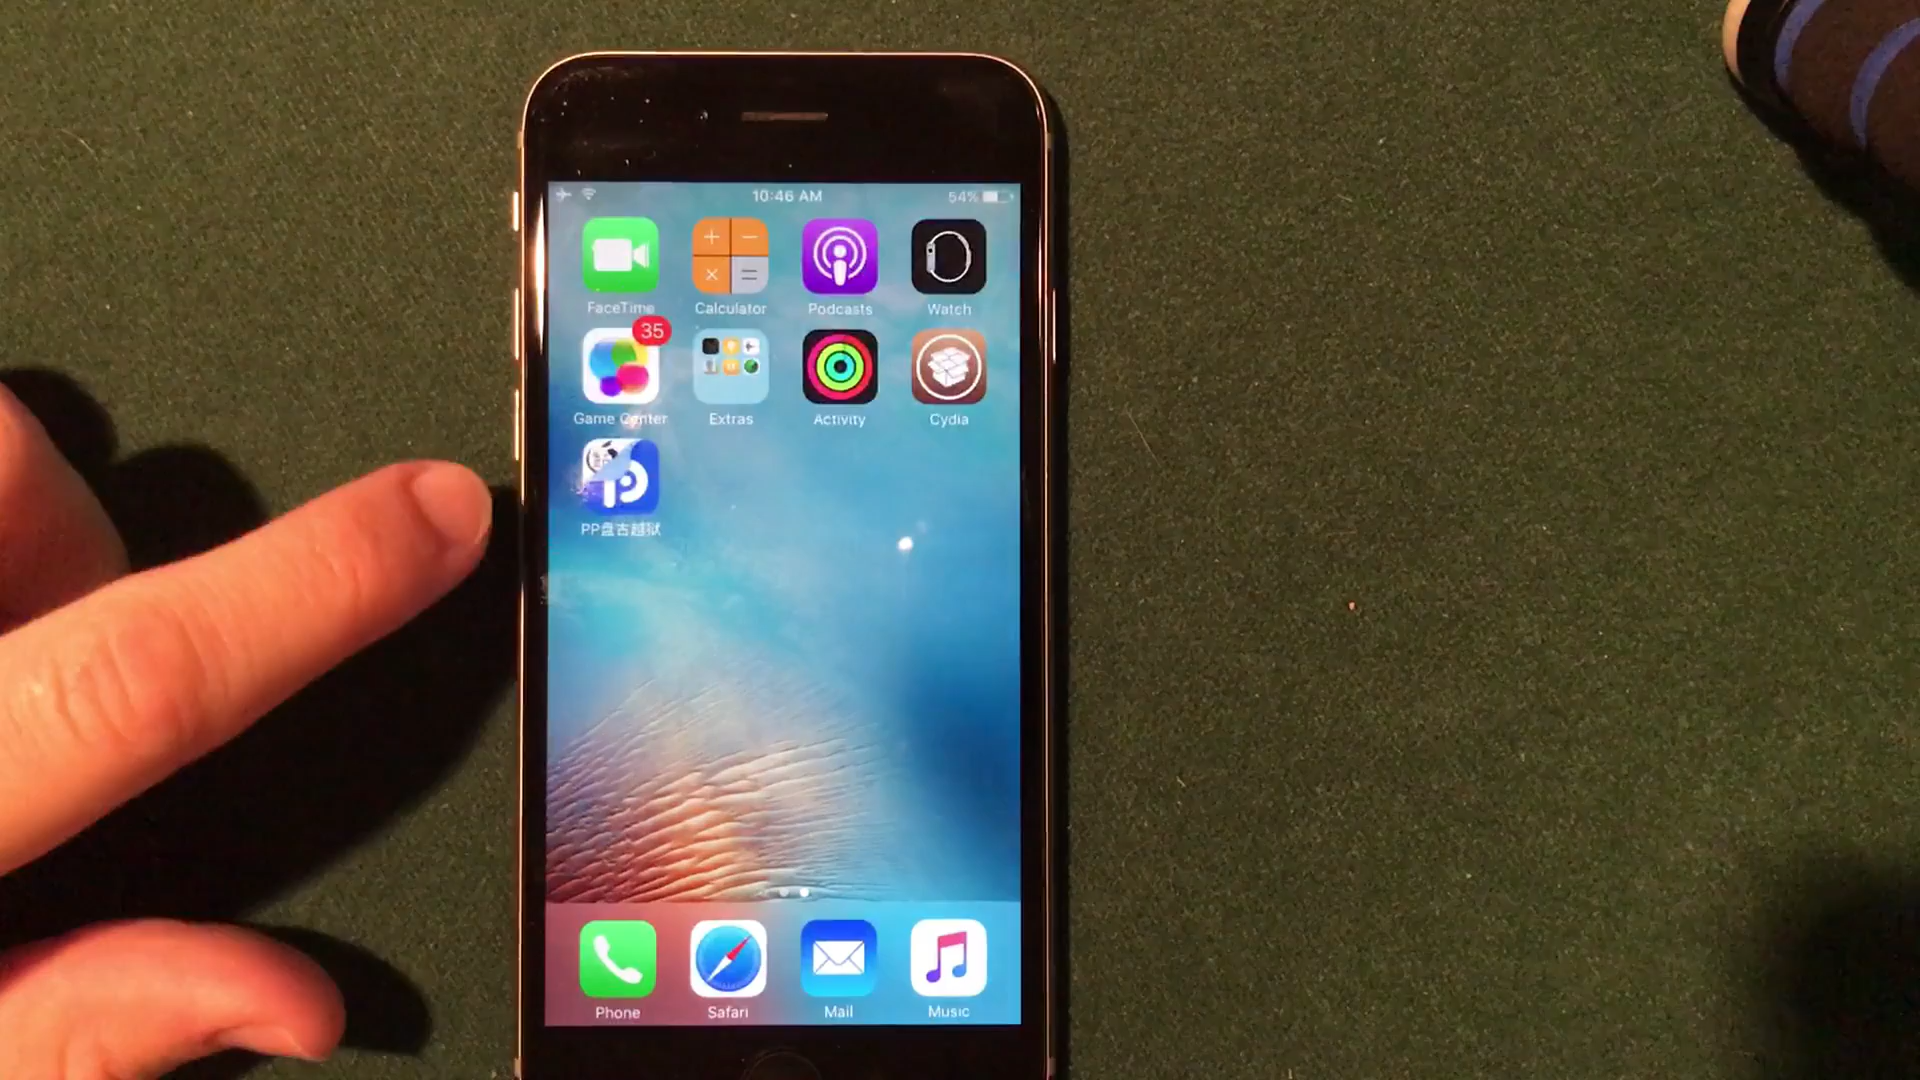 10:46 AM 54%
FaceTime Calculator Podcasts Watch
35
Game Center Extras Activity Cydia
PP盘古越狱
Phone Safari Mail Music